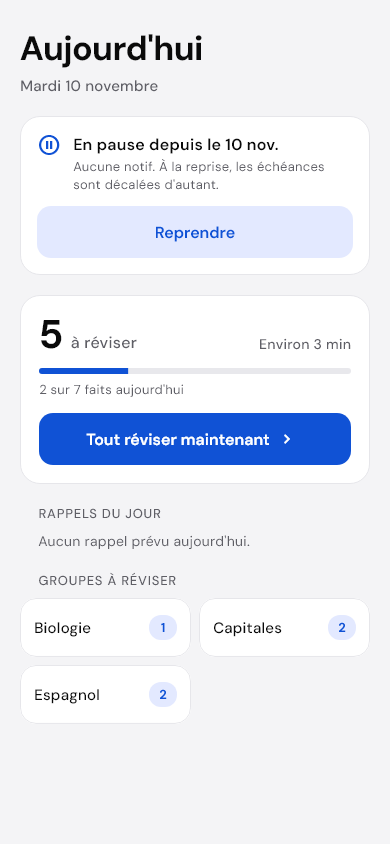 Aujourd'hui
Mardi 10 novembre
En pause depuis le 10 nov.
Aucune notif. À la reprise, les échéances
sont décalées d'autant.
Reprendre
5 à réviser
Environ 3 min
2 sur 7 faits aujourd'hui
Tout réviser maintenant
RAPPELS DU JOUR
Aucun rappel prévu aujourd'hui.
GROUPES À RÉVISER
Biologie 1
Capitales 2
Espagnol 2